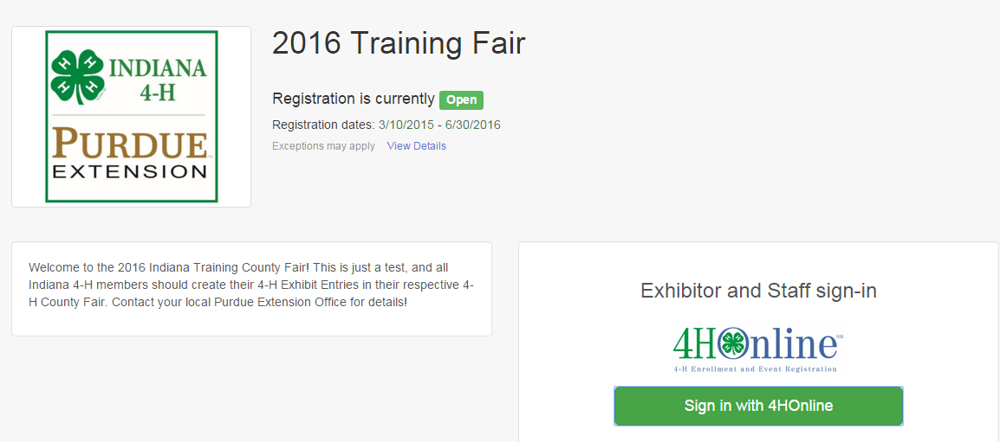 INDIANA
4-H
PURDUE
EXTENSION
2016 Training Fair
Registration is currently Open
Registration dates: 3/10/2015 - 6/30/2016
Exceptions may apply View Details
Welcome to the 2016 Indiana Training County Fair! This is just a test, and all
Indiana 4-H members should create their 4-H Exhibit Entries in their respective 4-
H County Fair. Contact your local Purdue Extension Office for details!
Exhibitor and Staff sign-in
4HOnline℠
4-H Enrollment and Event Registration
Sign in with 4HOnline